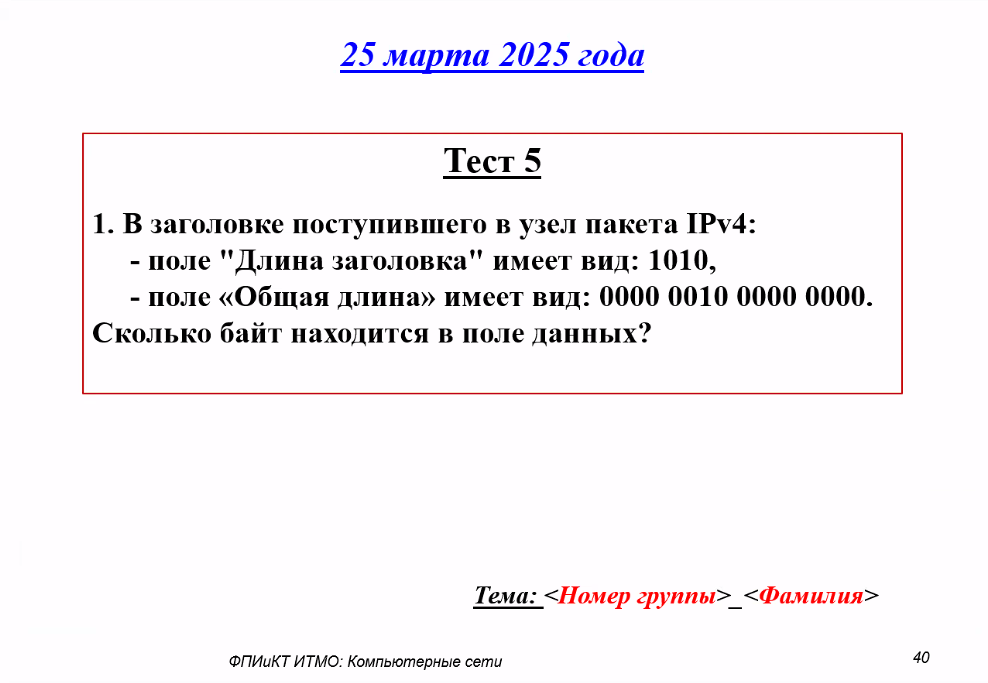 25 марта 2025 года
Тест 5
1. В заголовке поступившего в узел пакета IPv4:
- поле "Длина заголовка" имеет вид: 1010,
- поле «Общая длина» имеет вид: 0000 0010 0000 0000.
Сколько байт находится в поле данных?
Тема: <Номер группы>_<Фамилия>
ФПИиКТ ИТМО: Компьютерные сети
40